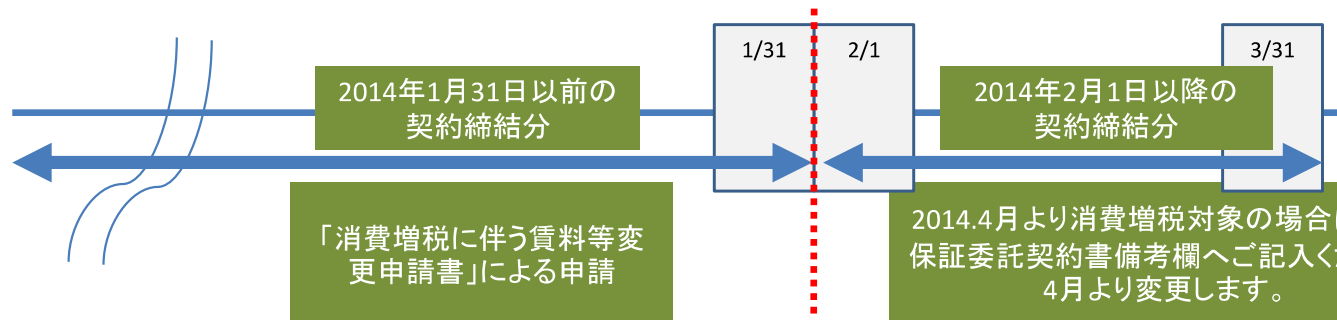 1/31
2/1
3/31
2014年1月31日以前の
契約締結分
2014年2月1日以降の
契約締結分
「消費増税に伴う賃料等変
更申請書」による申請
2014.4月より消費増税対象の場合
保証委託契約書備考欄へご記入く
4月より変更します。